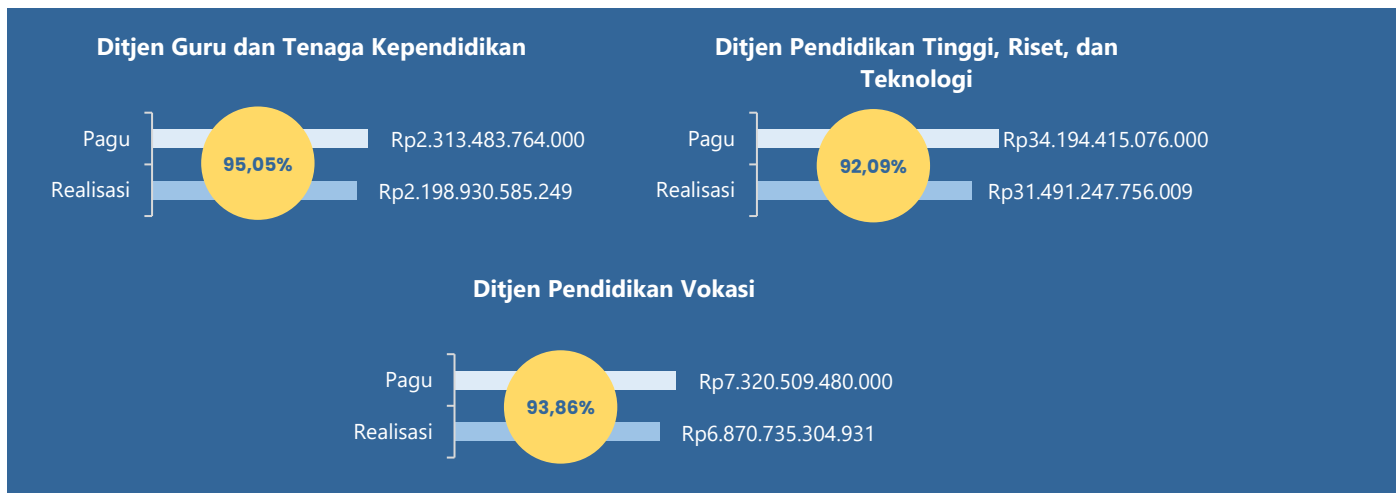 Ditjen Guru dan Tenaga Kependidikan
Pagu
Rp2.313.483.764.000
95,05%
Realisasi
Rp2.198.930.585.249
Ditjen Pendidikan Tinggi, Riset, dan
Teknologi
Pagu
Rp34.194.415.076.000
92,09%
Realisasi
Rp31.491.247.756.009
Ditjen Pendidikan Vokasi
Pagu
Rp7.320.509.480.000
93,86%
Realisasi
Rp6.870.735.304.931